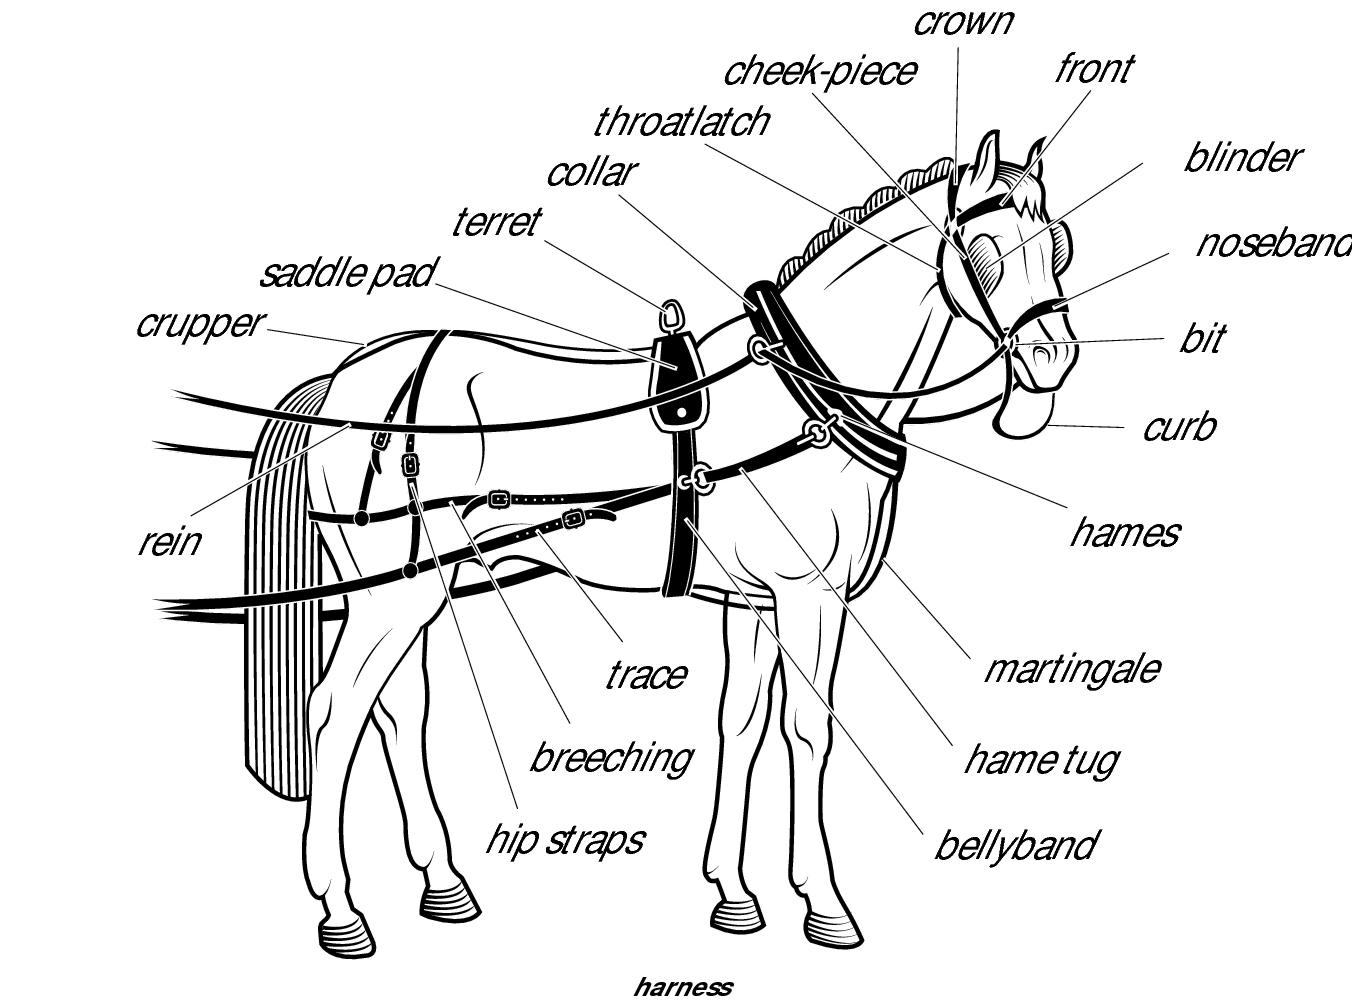 crown
cheek-piece
front
throatlatch
blinder
collar
terret
noseband
saddle pad
crupper
bit
curb
hames
rein
trace
martingale
breeching
hame tug
hip straps
bellyband
harness